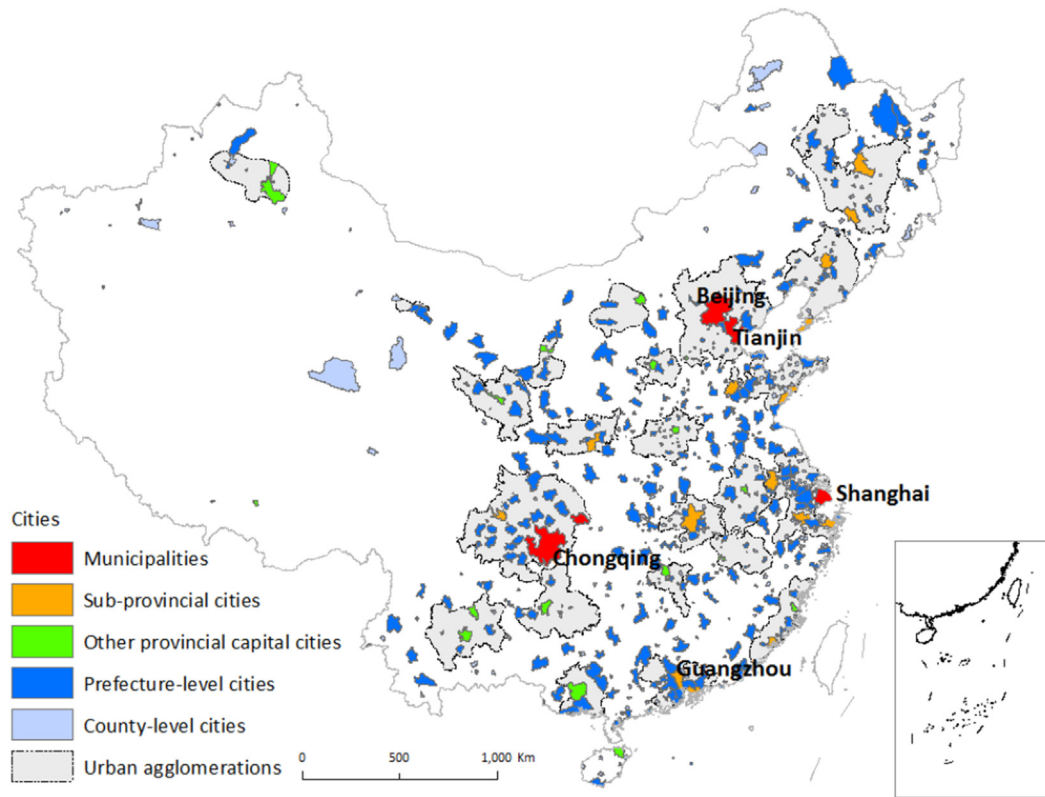 Beijing
Tianjin
Shanghai
Chongqing
Guangzhou
Cities
Municipalities
Sub-provincial cities
Other provincial capital cities
Prefecture-level cities
County-level cities
Urban agglomerations
0 500 1,000 Km